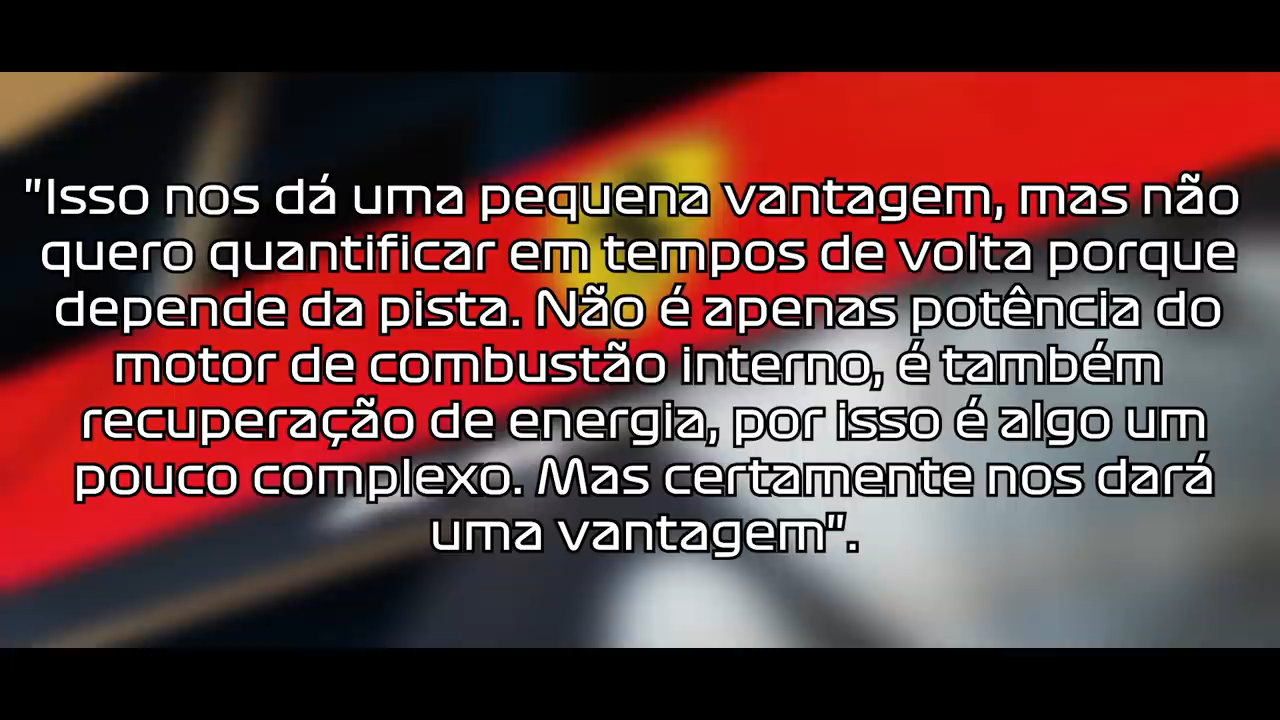 "Isso nos dá uma pequena vantagem, mas não
quero quantificar em tempos de volta porque
depende da pista. Não é apenas potência do
motor de combustão interno, é também
recuperação de energia, por isso é algo um
pouco complexo. Mas certamente nos dará
uma vantagem".